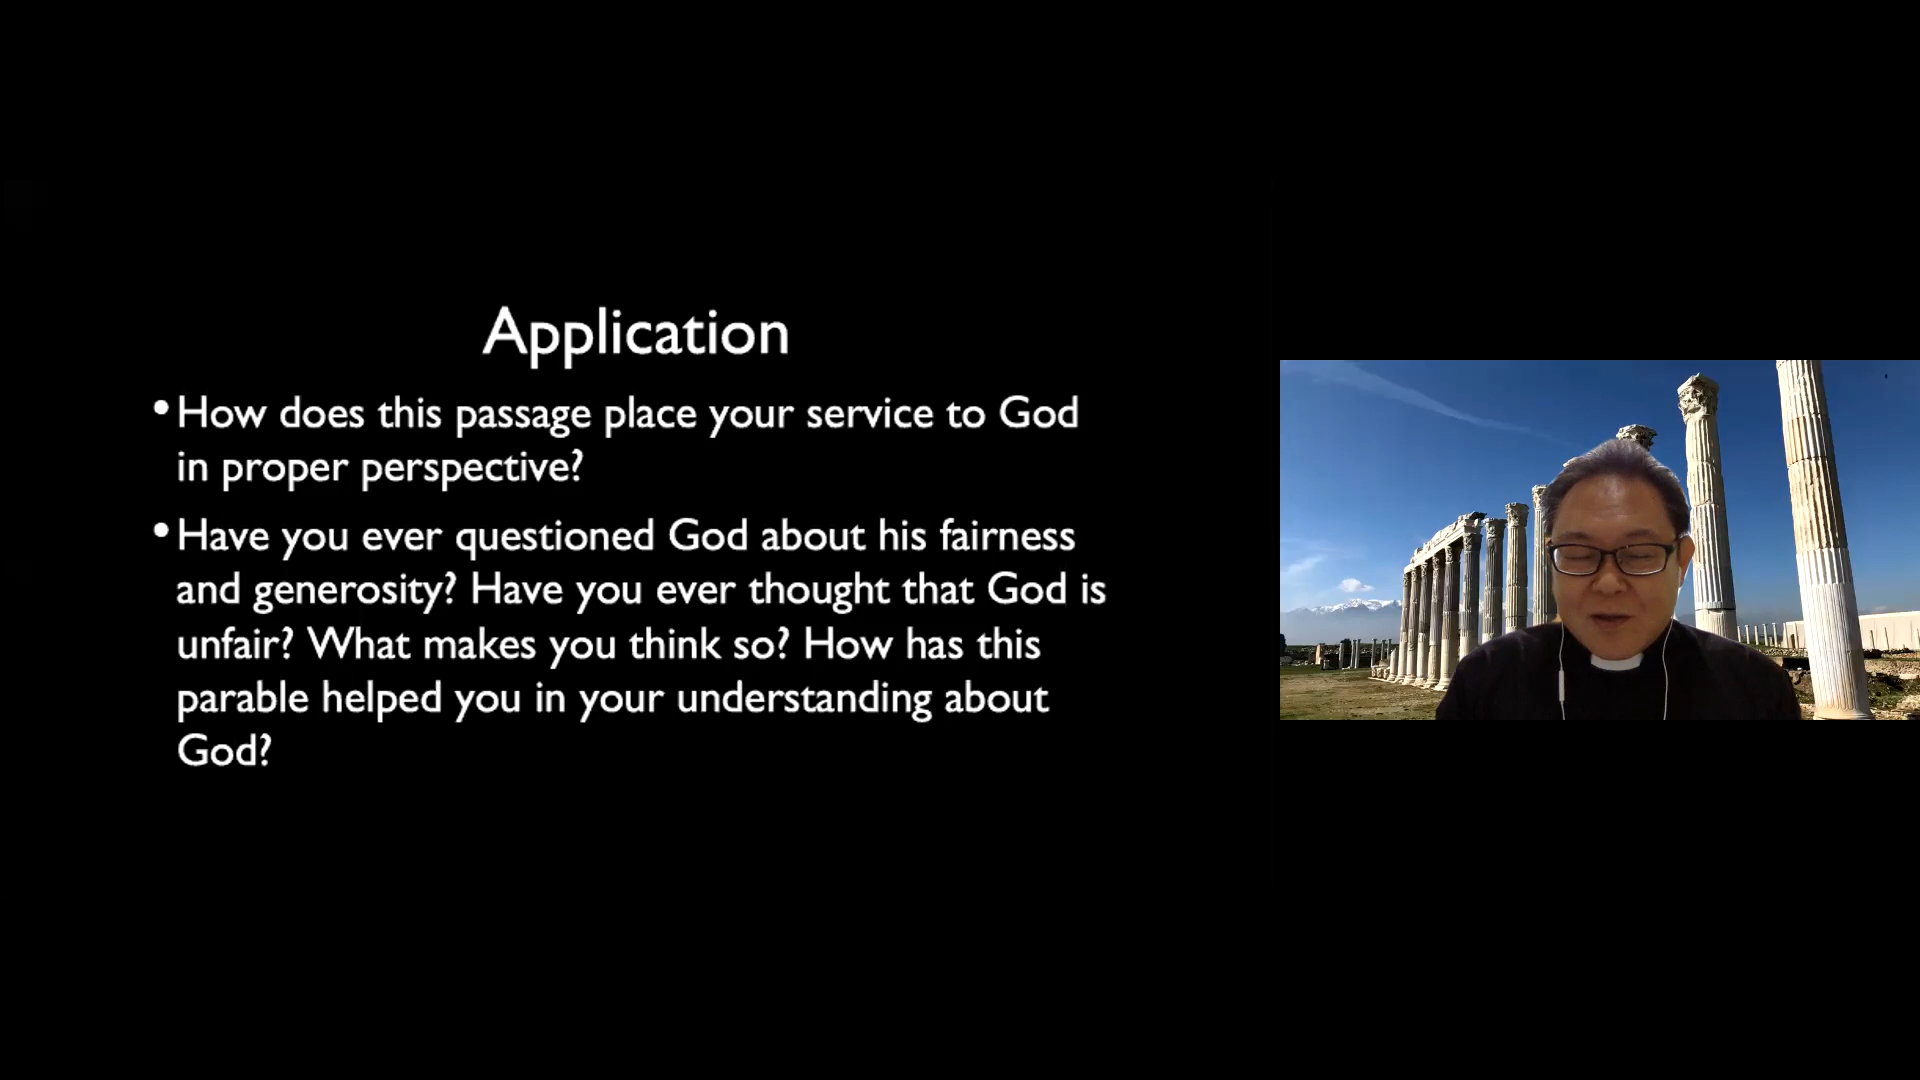 Application
•How does this passage place your service to God
in proper perspective?
•Have you ever questioned God about his fairness
and generosity? Have you ever thought that God is
unfair? What makes you think so? How has this
parable helped you in your understanding about
God?